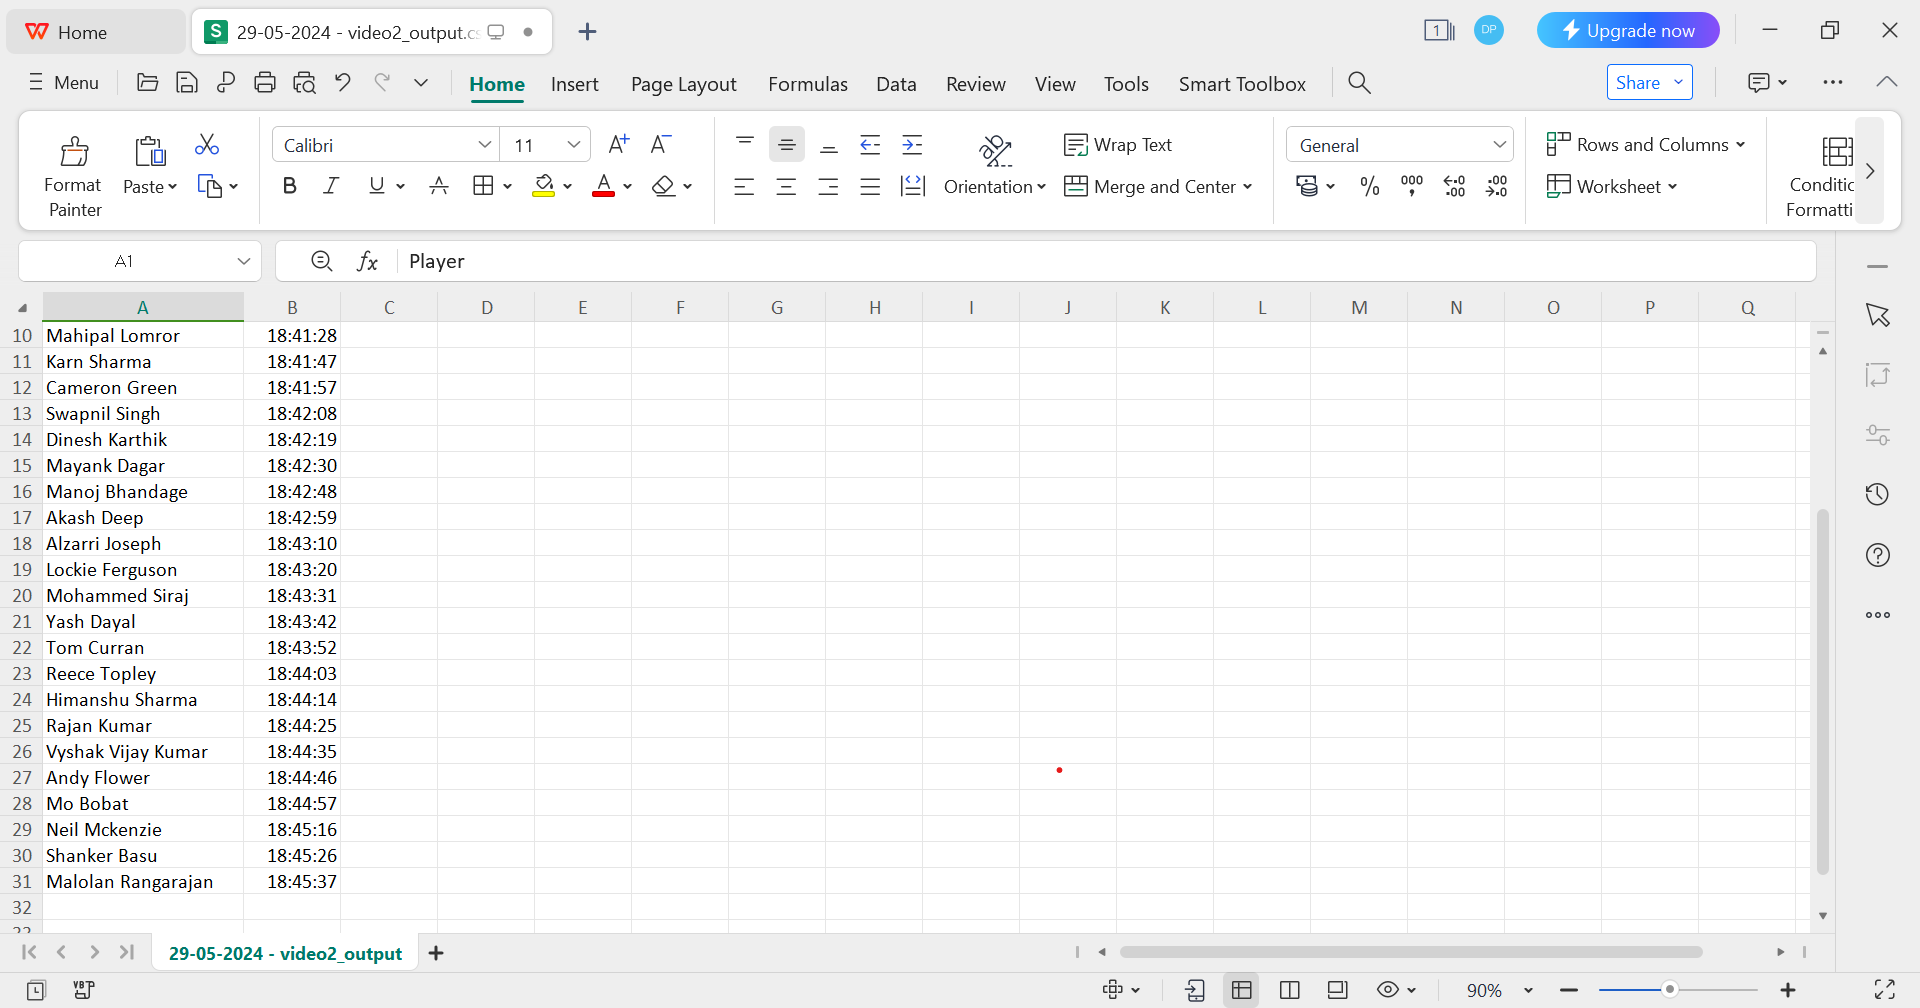 Home
29-05-2024 - video2_output.cs
1
DP
Upgrade now
Menu
Home Insert Page Layout Formulas Data Review View Tools Smart Toolbox
Share
Format Painter
Paste
Calibri 11
A+ A-
B I U A
A
Orientation
Wrap Text
Merge and Center
General
% 000 .00 .00 .0
Rows and Columns
Worksheet
Conditic
Formatti
A1 fx Player
A B C D E F G H I J K L M N O P Q
10 Mahipal Lomror 18:41:28
11 Karn Sharma 18:41:47
12 Cameron Green 18:41:57
13 Swapnil Singh 18:42:08
14 Dinesh Karthik 18:42:19
15 Mayank Dagar 18:42:30
16 Manoj Bhandage 18:42:48
17 Akash Deep 18:42:59
18 Alzarri Joseph 18:43:10
19 Lockie Ferguson 18:43:20
20 Mohammed Siraj 18:43:31
21 Yash Dayal 18:43:42
22 Tom Curran 18:43:52
23 Reece Topley 18:44:03
24 Himanshu Sharma 18:44:14
25 Rajan Kumar 18:44:25
26 Vyshak Vijay Kumar 18:44:35
27 Andy Flower 18:44:46
28 Mo Bobat 18:44:57
29 Neil Mckenzie 18:45:16
30 Shanker Basu 18:45:26
31 Malolan Rangarajan 18:45:37
32
29-05-2024 - video2_output
90%